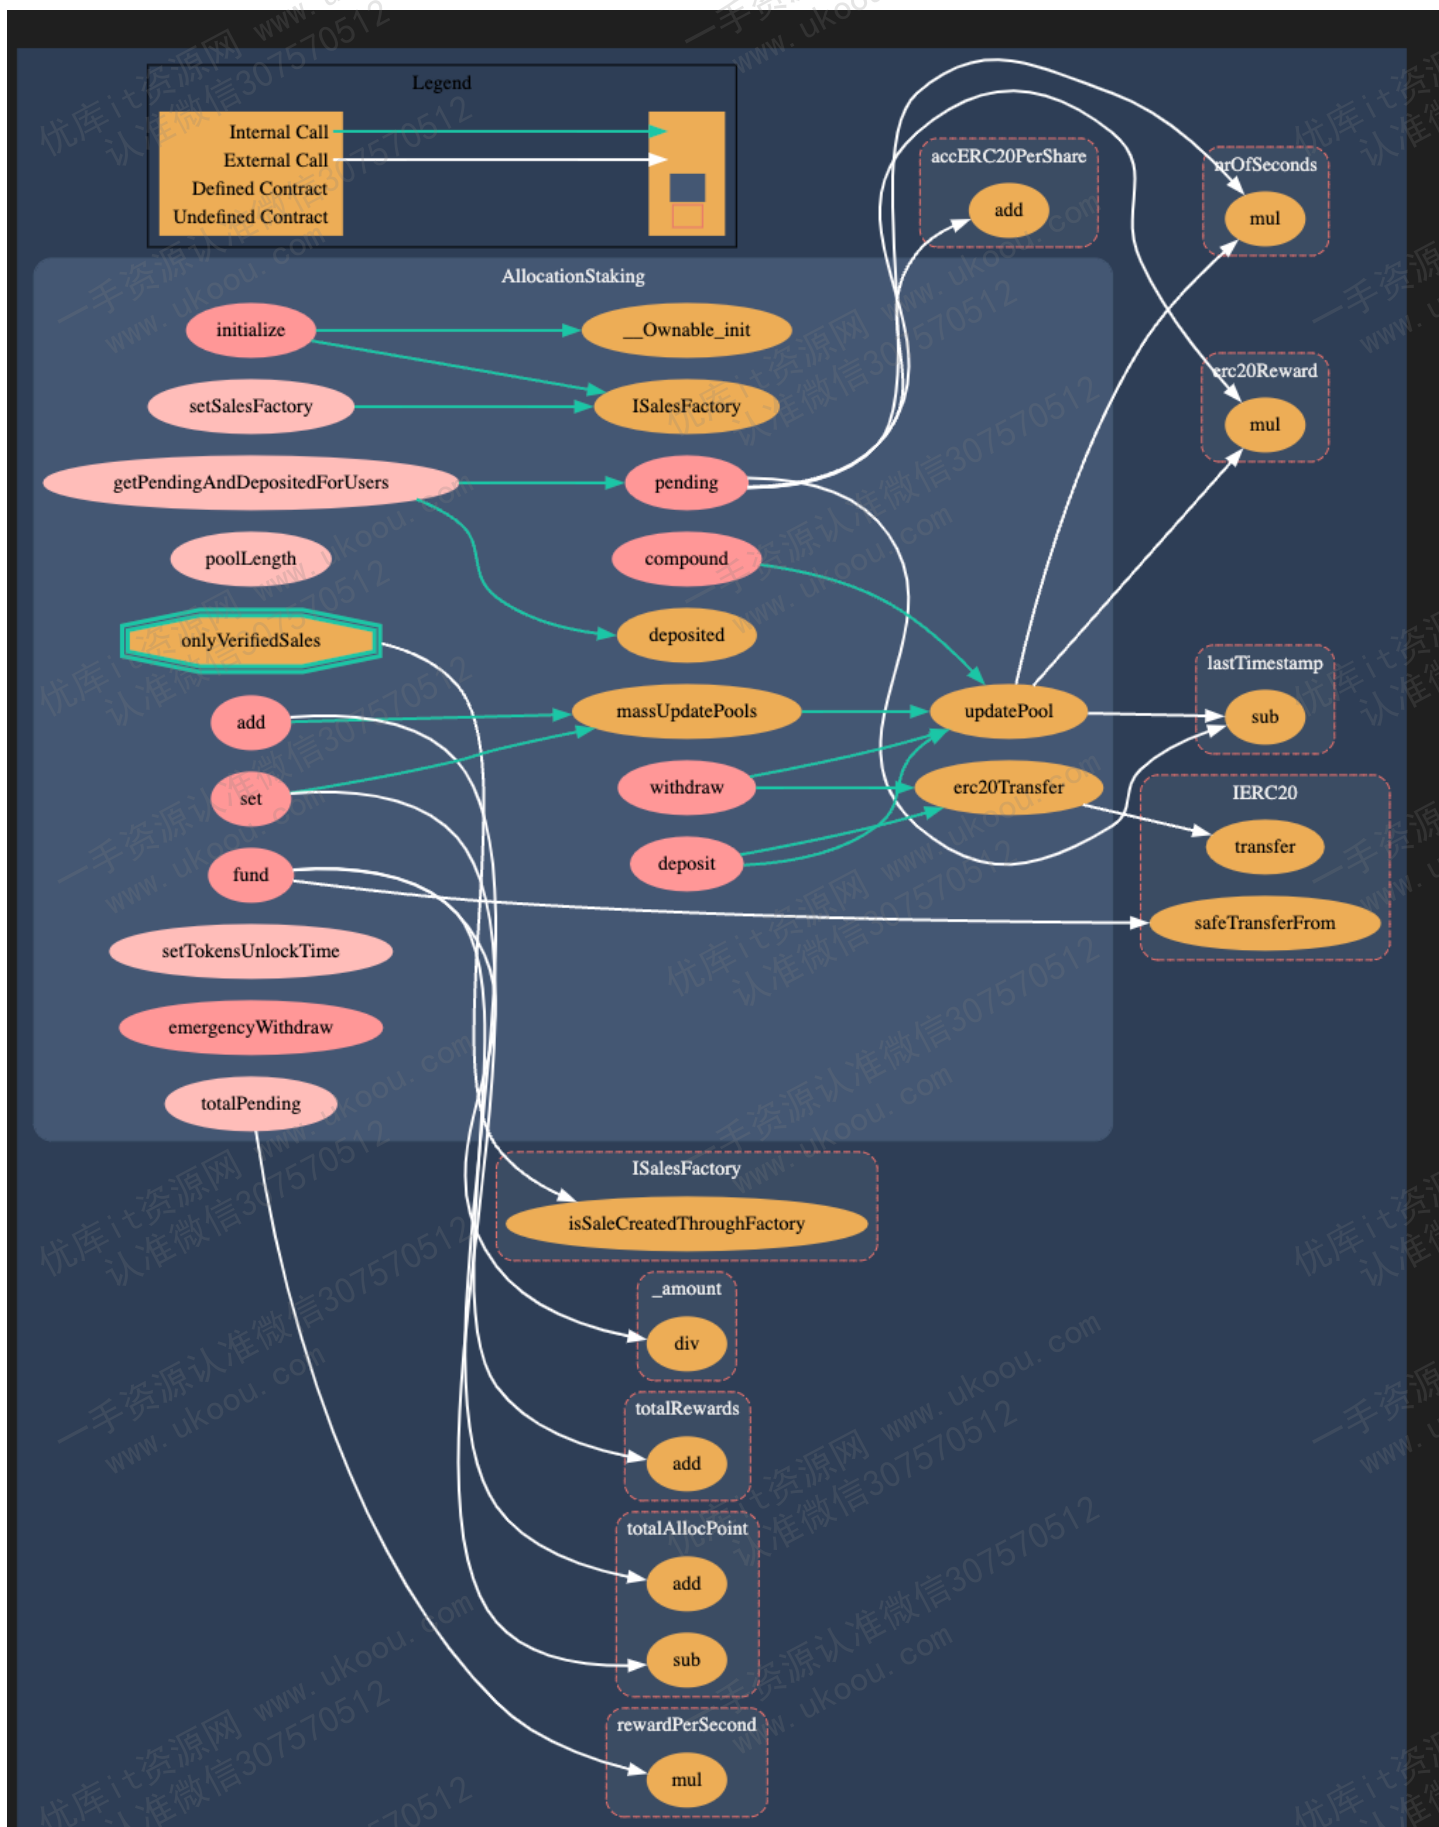 Legend
Internal Call
External Call
Defined Contract
Undefined Contract
accERC20PerShare
add
nrOfSeconds
mul
AllocationStaking
initialize
__Ownable_init
setSalesFactory
ISalesFactory
erc20Reward
mul
getPendingAndDepositedForUsers
pending
poolLength
compound
onlyVerifiedSales
deposited
add
massUpdatePools
updatePool
lastTimestamp
sub
set
withdraw
erc20Transfer
IERC20
transfer
safeTransferFrom
fund
deposit
setTokensUnlockTime
emergencyWithdraw
totalPending
ISalesFactory
isSaleCreatedThroughFactory
_amount
div
totalRewards
add
totalAllocPoint
add
sub
rewardPerSecond
mul
优库it资源网 www.ukoou.com
认准微信307570512
一手资源认准微信307570512
www.ukoou.com